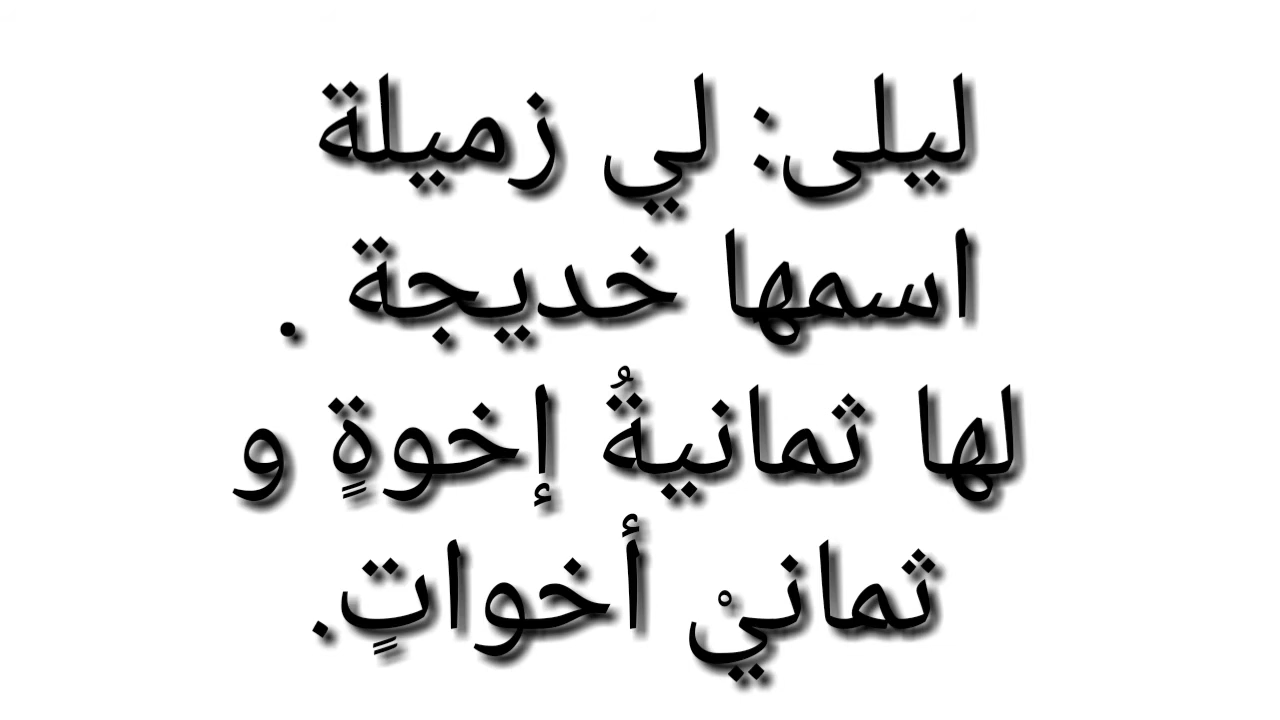 ليلى: لي زميلة
اسمها خديجة .
لها ثمانيةُ إخوةٍ و
ثمانيْ أخواتٍ.